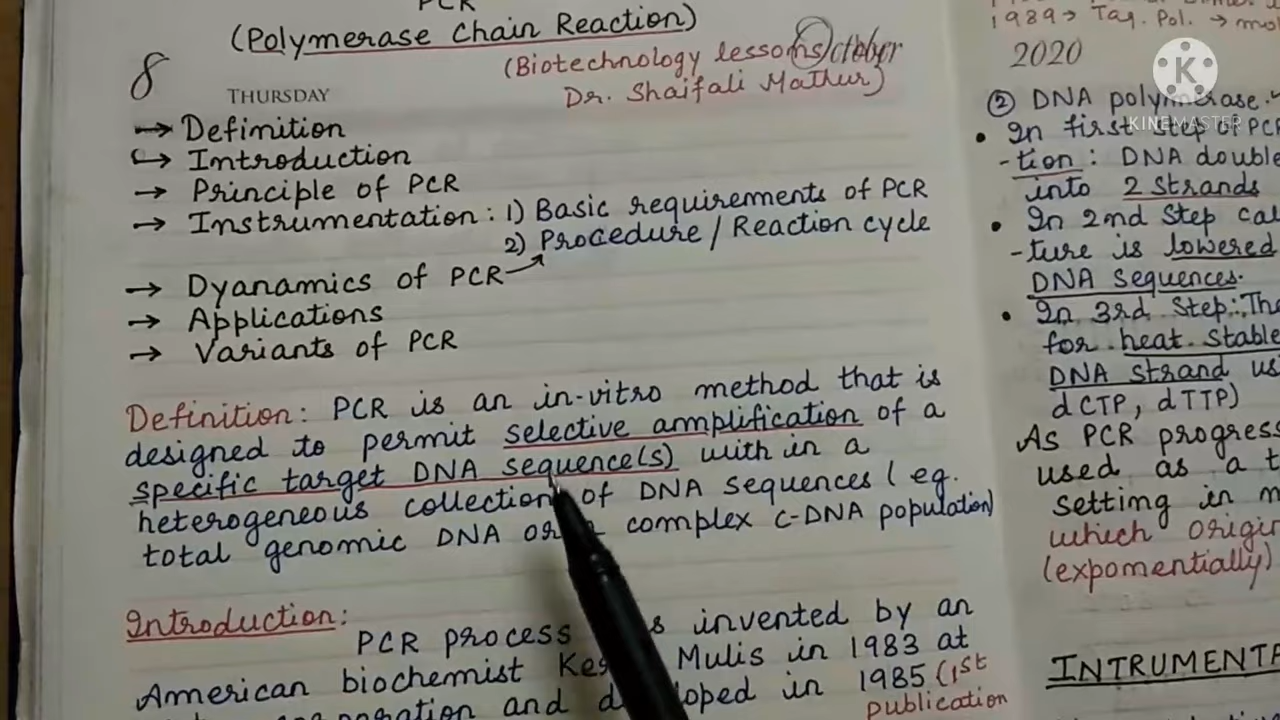 PCR
(Polymerase Chain Reaction)
(Biotechnology lessons)
Dr. Shaifali Mathur)
October
8
THURSDAY
→ Definition
↪ Introduction
→ Principle of PCR
→ Instrumentation: 1) Basic requirements of PCR
2) Procedure / Reaction cycle
→ Dyanamics of PCR
→ Applications
→ Variants of PCR
Definition: PCR is an in-vitro method that is
designed to permit selective amplification of a
specific target DNA sequence(s) with in a
heterogeneous collection of DNA sequences (eg.
total genomic DNA or complex c-DNA population)
Introduction:
PCR process invented by an
American biochemist Mulis in 1983 at
and in 1985 (1st
publication
1989 → Taq. Pol. →
2020
KINEMASTER
② DNA polymerase.
• In first step of PCR
-tion: DNA double
into 2 strands
• In 2nd step
-ture is lowered
DNA sequences.
• In 3rd step:
for heat stable
DNA strand
dCTP, dTTP)
As PCR progress
used as a
setting in
which
(expomentially)